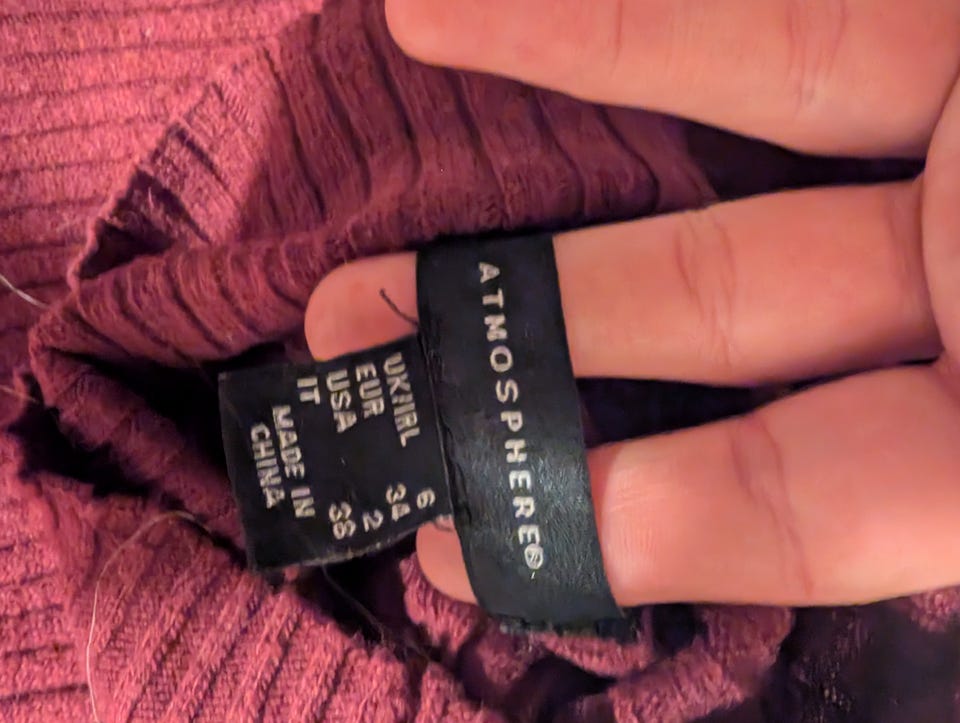 ATMOSPHERE®
UK/IRL 6
EUR 34
USA 2
IT 38
MADE IN
CHINA